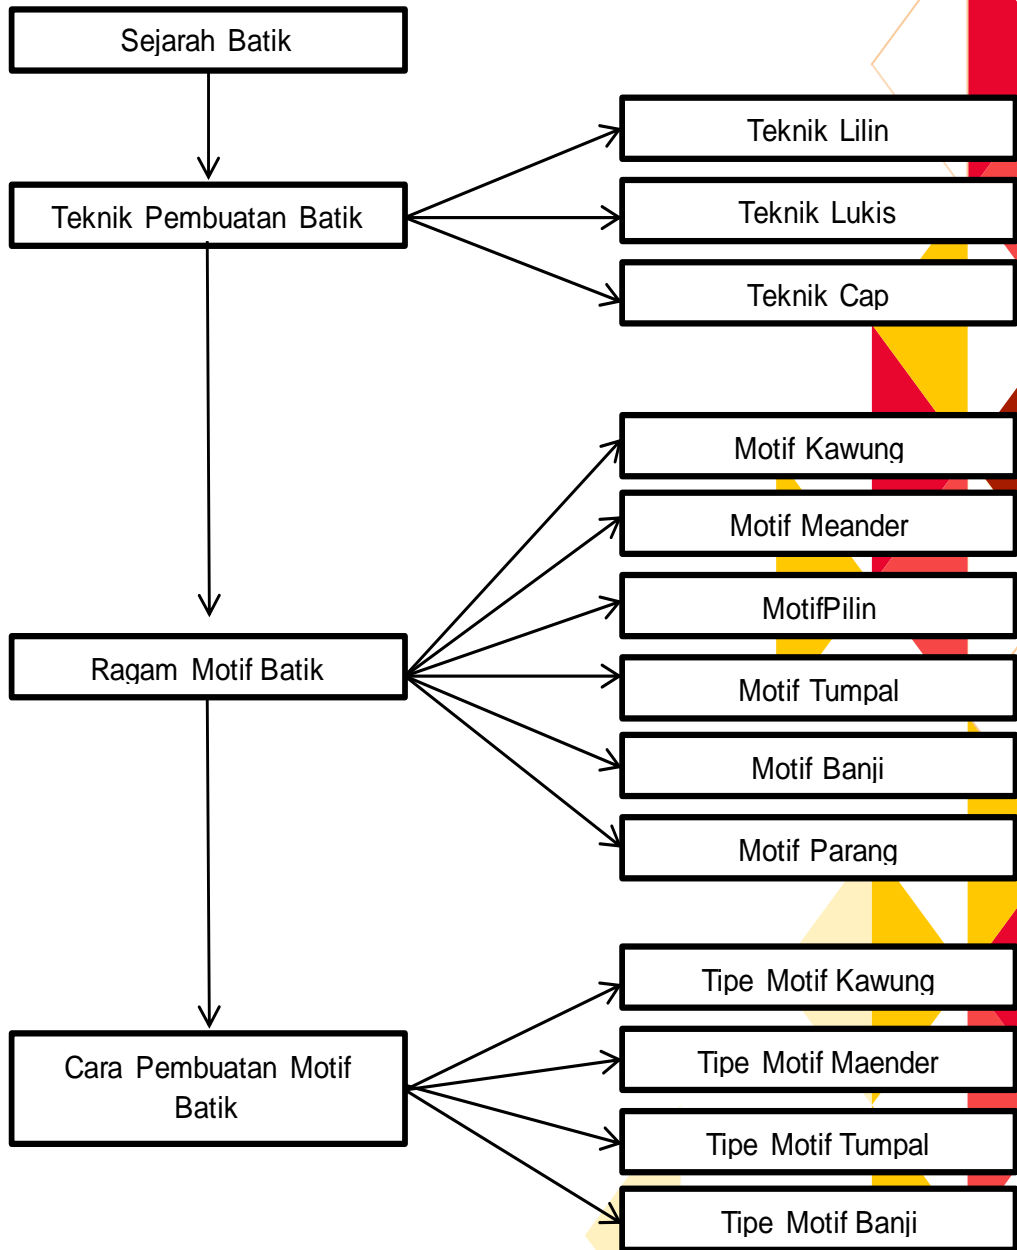 Sejarah Batik
Teknik Pembuatan Batik
Teknik Lilin
Teknik Lukis
Teknik Cap
Ragam Motif Batik
Motif Kawung
Motif Meander
MotifPilin
Motif Tumpal
Motif Banji
Motif Parang
Cara Pembuatan Motif
Batik
Tipe Motif Kawung
Tipe Motif Maender
Tipe Motif Tumpal
Tipe Motif Banji